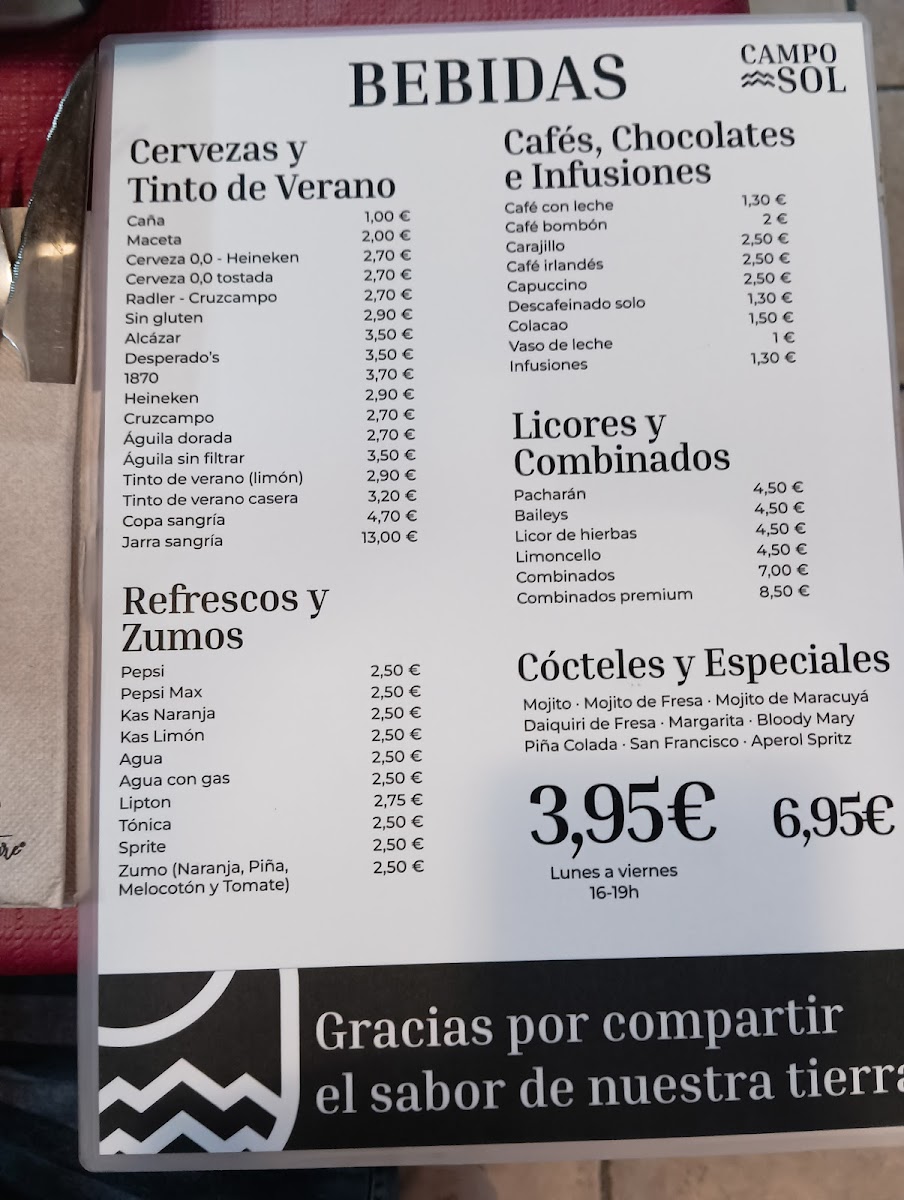 BEBIDAS
CAMPO
SOL
Cervezas y
Tinto de Verano
Caña 1,00 €
Maceta 2,00 €
Cerveza 0,0 - Heineken 2,70 €
Cerveza 0,0 tostada 2,70 €
Radler - Cruzcampo 2,70 €
Sin gluten 2,90 €
Alcázar 3,50 €
Desperado's 3,50 €
1870 3,70 €
Heineken 2,90 €
Cruzcampo 2,70 €
Águila dorada 2,70 €
Águila sin filtrar 3,50 €
Tinto de verano (limón) 2,90 €
Tinto de verano casera 3,20 €
Copa sangría 4,70 €
Jarra sangría 13,00 €
Refrescos y
Zumos
Pepsi 2,50 €
Pepsi Max 2,50 €
Kas Naranja 2,50 €
Kas Limón 2,50 €
Agua 2,50 €
Agua con gas 2,50 €
Lipton 2,75 €
Tónica 2,50 €
Sprite 2,50 €
Zumo (Naranja, Piña, 2,50 €
Melocotón y Tomate)
Cafés, Chocolates
e Infusiones
Café con leche 1,30 €
Café bombón 2 €
Carajillo 2,50 €
Café irlandés 2,50 €
Capuccino 2,50 €
Descafeinado solo 1,30 €
Colacao 1,50 €
Vaso de leche 1 €
Infusiones 1,30 €
Licores y
Combinados
Pacharán 4,50 €
Baileys 4,50 €
Licor de hierbas 4,50 €
Limoncello 4,50 €
Combinados 7,00 €
Combinados premium 8,50 €
Cócteles y Especiales
Mojito · Mojito de Fresa · Mojito de Maracuyá
Daiquiri de Fresa · Margarita · Bloody Mary
Piña Colada · San Francisco · Aperol Spritz
3,95€ 6,95€
Lunes a viernes
16-19h
Gracias por compartir
el sabor de nuestra tierra